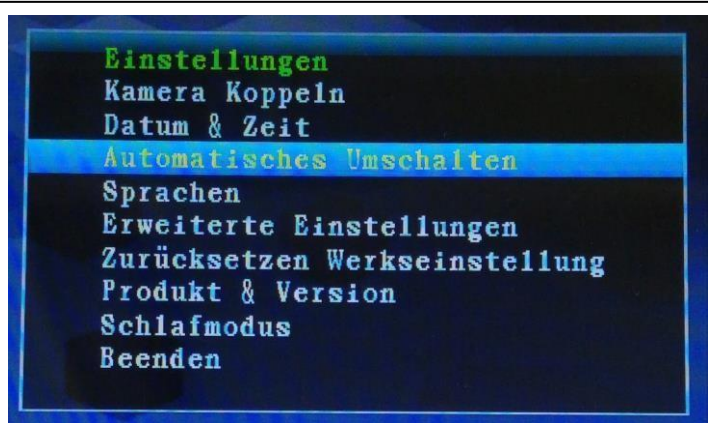 Einstellungen
Kamera Koppeln
Datum & Zeit
Automatisches Umschalten
Sprachen
Erweiterte Einstellungen
Zurücksetzen Werkseinstellung
Produkt & Version
Schlafmodus
Beenden